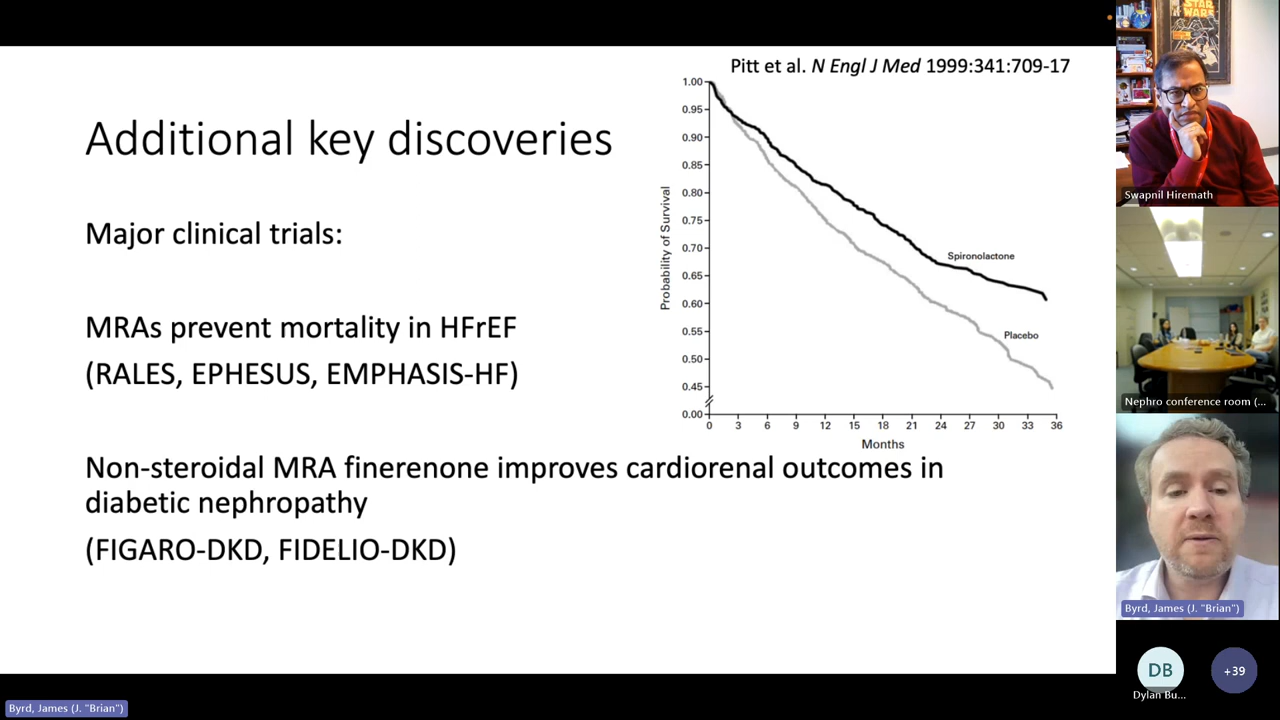 Pitt et al. N Engl J Med 1999:341:709-17
Additional key discoveries
Major clinical trials:
MRAs prevent mortality in HFrEF
(RALES, EPHESUS, EMPHASIS-HF)
Non-steroidal MRA finerenone improves cardiorenal outcomes in
diabetic nephropathy
(FIGARO-DKD, FIDELIO-DKD)
Probability of Survival
1.00
0.95
0.90
0.85
0.80
0.75
0.70
0.65
0.60
0.55
0.50
0.45
0.00
Spironolactone
Placebo
0 3 6 9 12 15 18 21 24 27 30 33 36
Months
STAR
WARS
Swapnil Hiremath
Nephro conference room (...
Byrd, James (J. "Brian")
DB
+39
Dylan Bu...
Byrd, James (J. "Brian")